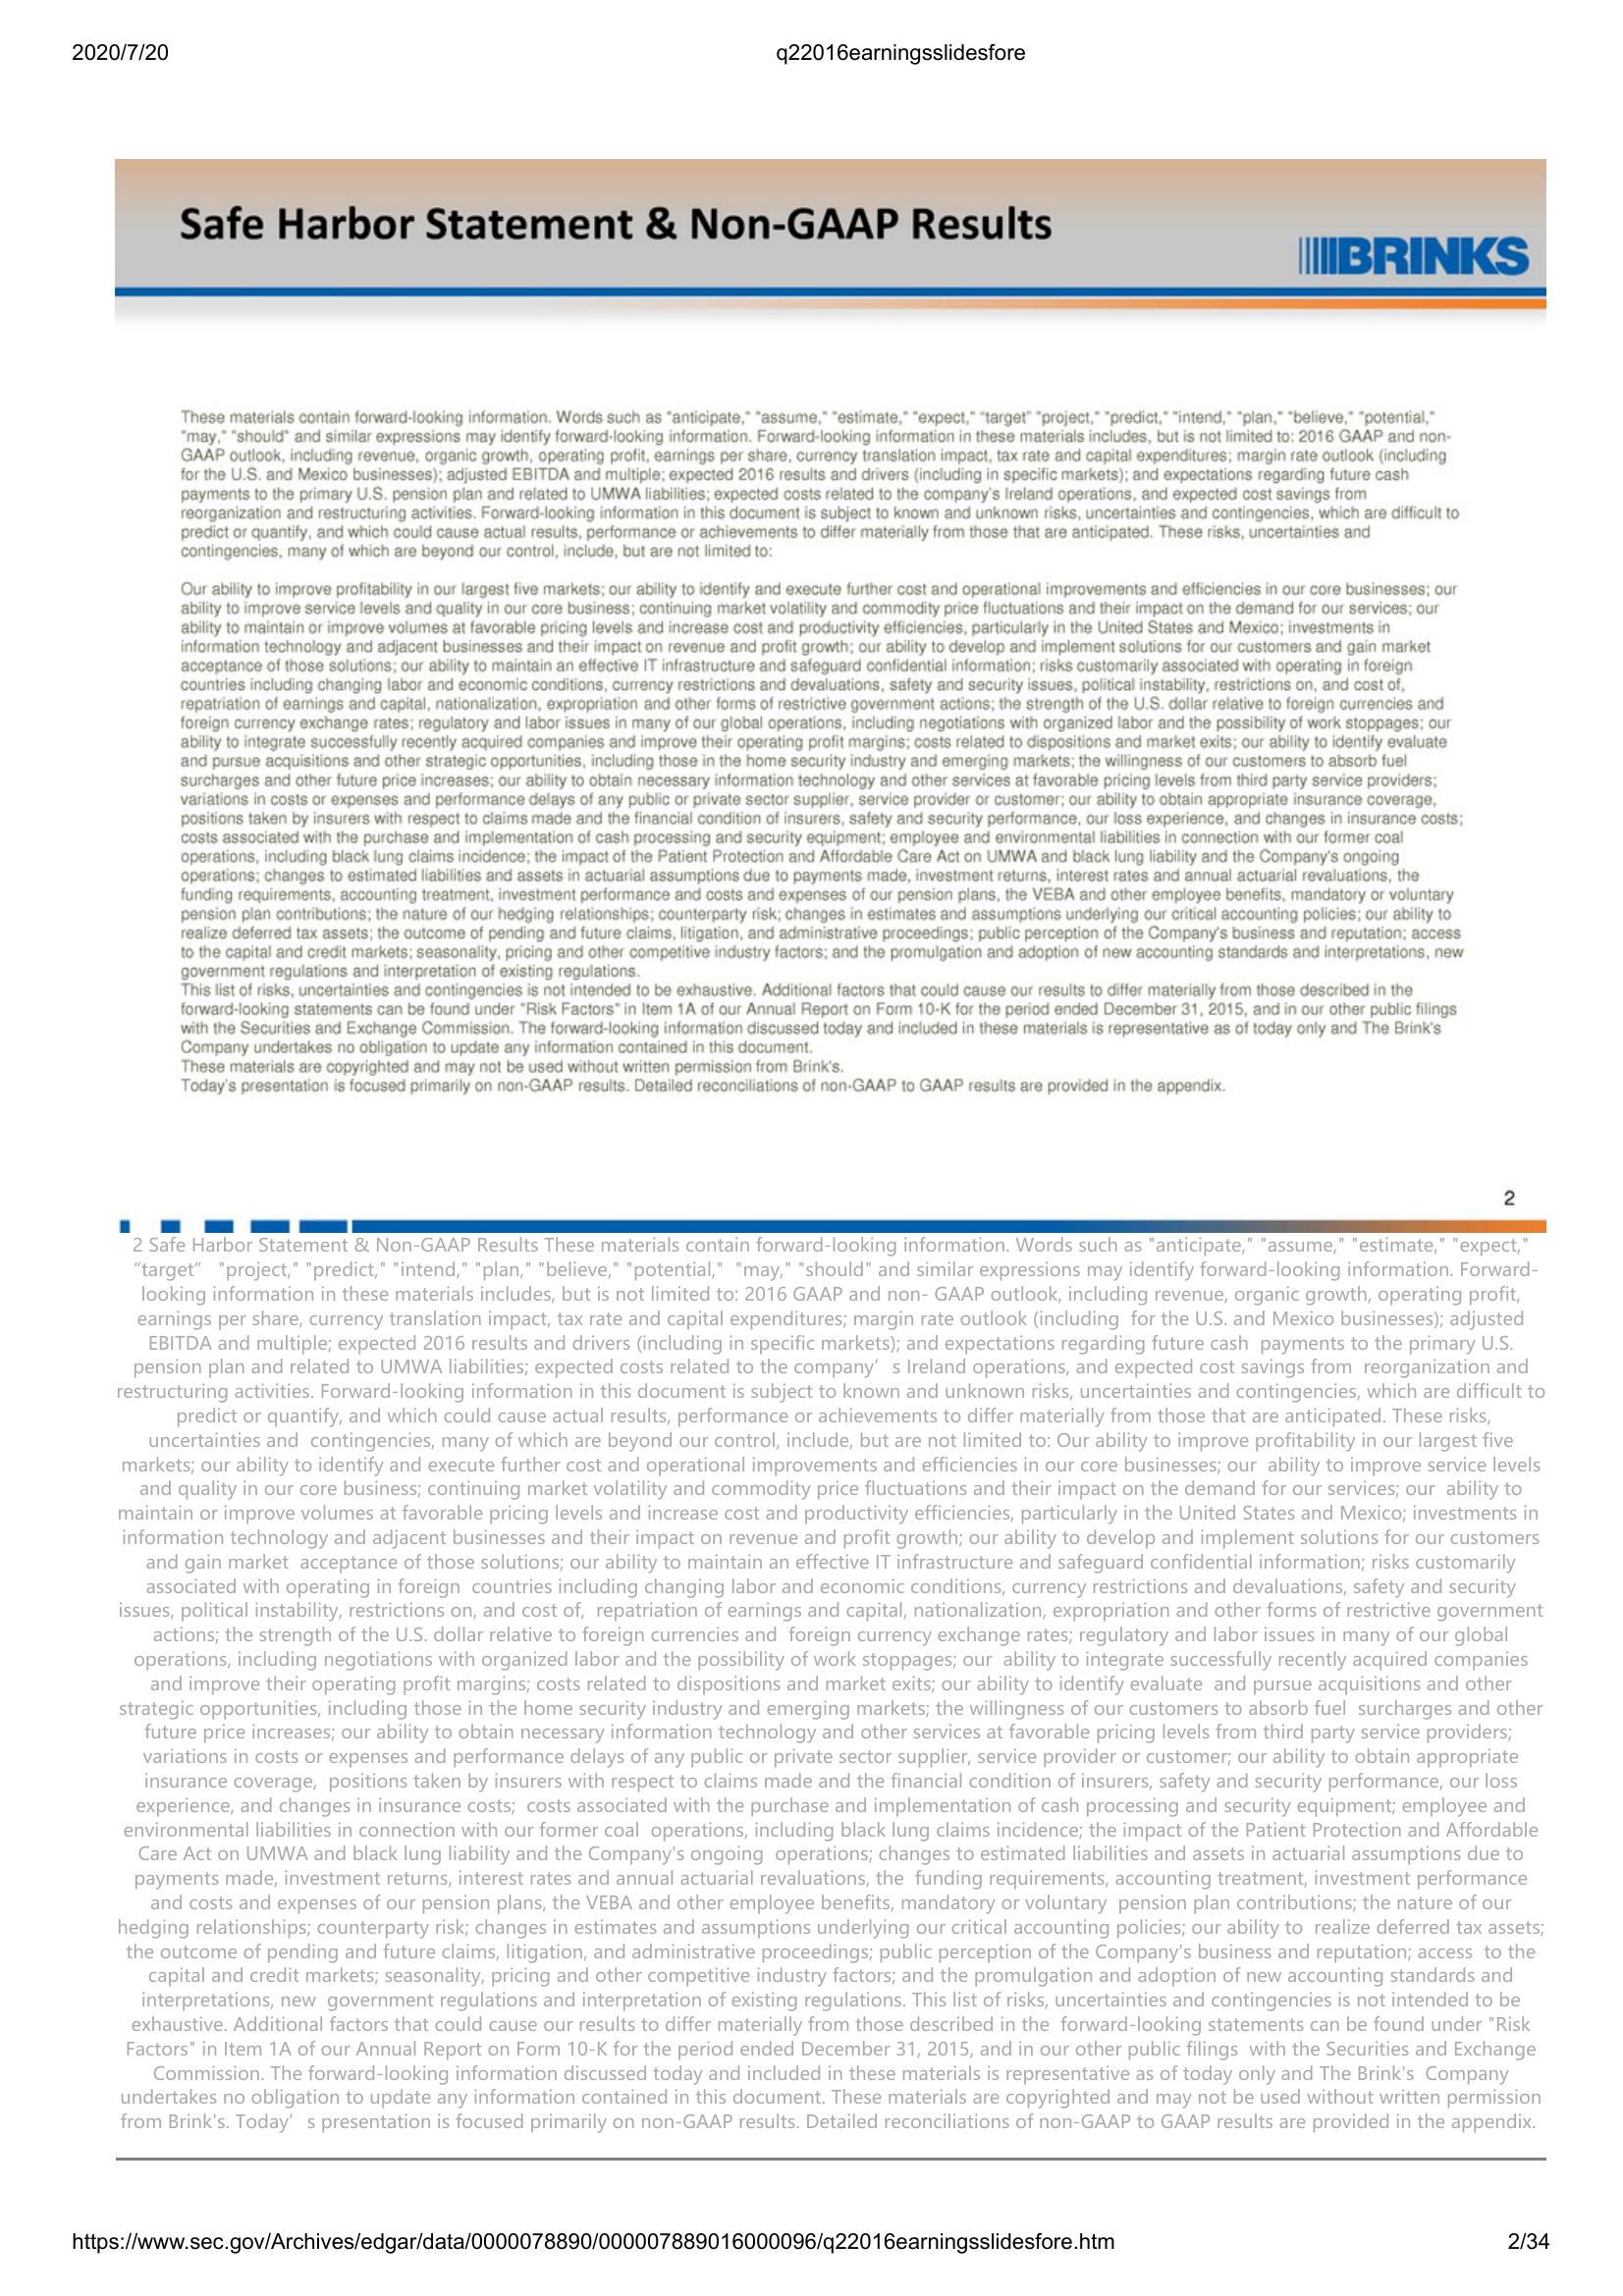 2020/7/20
q22016earningsslidesfore
Safe Harbor Statement & Non-GAAP Results
BRINKS
These materials contain forward-looking information. Words such as "anticipate," "assume," "estimate," "expect," "target" "project," "predict," "intend," "plan," "believe," "potential,"
"may," "should" and similar expressions may identify forward-looking information. Forward-looking information in these materials includes, but is not limited to: 2016 GAAP and non-
GAAP outlook, including revenue, organic growth, operating profit, earnings per share, currency translation impact, tax rate and capital expenditures; margin rate outlook (including
for the U.S. and Mexico businesses); adjusted EBITDA and multiple; expected 2016 results and drivers (including in specific markets); and expectations regarding future cash
payments to the primary U.S. pension plan and related to UMWA liabilities; expected costs related to the company's Ireland operations, and expected cost savings from
reorganization and restructuring activities. Forward-looking information in this document is subject to known and unknown risks, uncertainties and contingencies, which are difficult to
predict or quantify, and which could cause actual results, performance or achievements to differ materially from those that are anticipated. These risks, uncertainties and
contingencies, many of which are beyond our control, include, but are not limited to:
Our ability to improve profitability in our largest five markets; our ability to identify and execute further cost and operational improvements and efficiencies in our core businesses; our
ability to improve service levels and quality in our core business; continuing market volatility and commodity price fluctuations and their impact on the demand for our services; our
ability to maintain or improve volumes at favorable pricing levels and increase cost and productivity efficiencies, particularly in the United States and Mexico; investments in
information technology and adjacent businesses and their impact on revenue and profit growth; our ability to develop and implement solutions for our customers and gain market
acceptance of those solutions; our ability to maintain an effective IT infrastructure and safeguard confidential information; risks customarily associated with operating in foreign
countries including changing labor and economic conditions, currency restrictions and devaluations, safety and security issues, political instability, restrictions on, and cost of,
repatriation of earnings and capital, nationalization, expropriation and other forms of restrictive government actions; the strength of the U.S. dollar relative to foreign currencies and
foreign currency exchange rates; regulatory and labor issues in many of our global operations, including negotiations with organized labor and the possibility of work stoppages; our
ability to integrate successfully recently acquired companies and improve their operating profit margins; costs related to dispositions and market exits; our ability to identify evaluate
and pursue acquisitions and other strategic opportunities, including those in the home security industry and emerging markets; the willingness of our customers to absorb fuel
surcharges and other future price increases; our ability to obtain necessary information technology and other services at favorable pricing levels from third party service providers;
variations in costs or expenses and performance delays of any public or private sector supplier, service provider or customer; our ability to obtain appropriate insurance coverage,
positions taken by insurers with respect to claims made and the financial condition of insurers, safety and security performance, our loss experience, and changes in insurance costs;
costs associated with the purchase and implementation of cash processing and security equipment; employee and environmental liabilities in connection with our former coal
operations, including black lung claims incidence; the impact of the Patient Protection and Affordable Care Act on UMWA and black lung liability and the Company's ongoing
operations; changes to estimated liabilities and assets in actuarial assumptions due to payments made, investment returns, interest rates and annual actuarial revaluations, the
funding requirements, accounting treatment, investment performance and costs and expenses of our pension plans, the VEBA and other employee benefits, mandatory or voluntary
pension plan contributions; the nature of our hedging relationships; counterparty risk; changes in estimates and assumptions underlying our critical accounting policies; our ability to
realize deferred tax assets; the outcome of pending and future claims, litigation, and administrative proceedings; public perception of the Company's business and reputation; access
to the capital and credit markets; seasonality, pricing and other competitive industry factors; and the promulgation and adoption of new accounting standards and interpretations, new
government regulations and interpretation of existing regulations.
This list of risks, uncertainties and contingencies is not intended to be exhaustive. Additional factors that could cause our results to differ materially from those described in the
forward-looking statements can be found under "Risk Factors" in Item 1A of our Annual Report on Form 10-K for the period ended December 31, 2015, and in our other public filings
with the Securities and Exchange Commission. The forward-looking information discussed today and included in these materials is representative as of today only and The Brink's
Company undertakes no obligation to update any information contained in this document.
These materials are copyrighted and may not be used without written permission from Brink's.
Today's presentation is focused primarily on non-GAAP results. Detailed reconciliations of non-GAAP to GAAP results are provided in the appendix.
2
2 Safe Harbor Statement & Non-GAAP Results These materials contain forward-looking information. Words such as "anticipate," "assume," "estimate," "expect,"
“target” "project," "predict," "intend," "plan," "believe," "potential," "may," "should" and similar expressions may identify forward-looking information. Forward-
looking information in these materials includes, but is not limited to: 2016 GAAP and non- GAAP outlook, including revenue, organic growth, operating profit,
earnings per share, currency translation impact, tax rate and capital expenditures; margin rate outlook (including for the U.S. and Mexico businesses); adjusted
EBITDA and multiple; expected 2016 results and drivers (including in specific markets); and expectations regarding future cash payments to the primary U.S.
pension plan and related to UMWA liabilities; expected costs related to the company’ s Ireland operations, and expected cost savings from reorganization and
restructuring activities. Forward-looking information in this document is subject to known and unknown risks, uncertainties and contingencies, which are difficult to
predict or quantify, and which could cause actual results, performance or achievements to differ materially from those that are anticipated. These risks,
uncertainties and contingencies, many of which are beyond our control, include, but are not limited to: Our ability to improve profitability in our largest five
markets; our ability to identify and execute further cost and operational improvements and efficiencies in our core businesses; our ability to improve service levels
and quality in our core business; continuing market volatility and commodity price fluctuations and their impact on the demand for our services; our ability to
maintain or improve volumes at favorable pricing levels and increase cost and productivity efficiencies, particularly in the United States and Mexico; investments in
information technology and adjacent businesses and their impact on revenue and profit growth; our ability to develop and implement solutions for our customers
and gain market acceptance of those solutions; our ability to maintain an effective IT infrastructure and safeguard confidential information; risks customarily
associated with operating in foreign countries including changing labor and economic conditions, currency restrictions and devaluations, safety and security
issues, political instability, restrictions on, and cost of, repatriation of earnings and capital, nationalization, expropriation and other forms of restrictive government
actions; the strength of the U.S. dollar relative to foreign currencies and foreign currency exchange rates; regulatory and labor issues in many of our global
operations, including negotiations with organized labor and the possibility of work stoppages; our ability to integrate successfully recently acquired companies
and improve their operating profit margins; costs related to dispositions and market exits; our ability to identify evaluate and pursue acquisitions and other
strategic opportunities, including those in the home security industry and emerging markets; the willingness of our customers to absorb fuel surcharges and other
future price increases; our ability to obtain necessary information technology and other services at favorable pricing levels from third party service providers;
variations in costs or expenses and performance delays of any public or private sector supplier, service provider or customer; our ability to obtain appropriate
insurance coverage, positions taken by insurers with respect to claims made and the financial condition of insurers, safety and security performance, our loss
experience, and changes in insurance costs; costs associated with the purchase and implementation of cash processing and security equipment; employee and
environmental liabilities in connection with our former coal operations, including black lung claims incidence; the impact of the Patient Protection and Affordable
Care Act on UMWA and black lung liability and the Company's ongoing operations; changes to estimated liabilities and assets in actuarial assumptions due to
payments made, investment returns, interest rates and annual actuarial revaluations, the funding requirements, accounting treatment, investment performance
and costs and expenses of our pension plans, the VEBA and other employee benefits, mandatory or voluntary pension plan contributions; the nature of our
hedging relationships; counterparty risk; changes in estimates and assumptions underlying our critical accounting policies; our ability to realize deferred tax assets;
the outcome of pending and future claims, litigation, and administrative proceedings; public perception of the Company's business and reputation; access to the
capital and credit markets; seasonality, pricing and other competitive industry factors; and the promulgation and adoption of new accounting standards and
interpretations, new government regulations and interpretation of existing regulations. This list of risks, uncertainties and contingencies is not intended to be
exhaustive. Additional factors that could cause our results to differ materially from those described in the forward-looking statements can be found under "Risk
Factors" in Item 1A of our Annual Report on Form 10-K for the period ended December 31, 2015, and in our other public filings with the Securities and Exchange
Commission. The forward-looking information discussed today and included in these materials is representative as of today only and The Brink's Company
undertakes no obligation to update any information contained in this document. These materials are copyrighted and may not be used without written permission
from Brink's. Today’ s presentation is focused primarily on non-GAAP results. Detailed reconciliations of non-GAAP to GAAP results are provided in the appendix.
https://www.sec.gov/Archives/edgar/data/0000078890/000007889016000096/q22016earningsslidesfore.htm
2/34